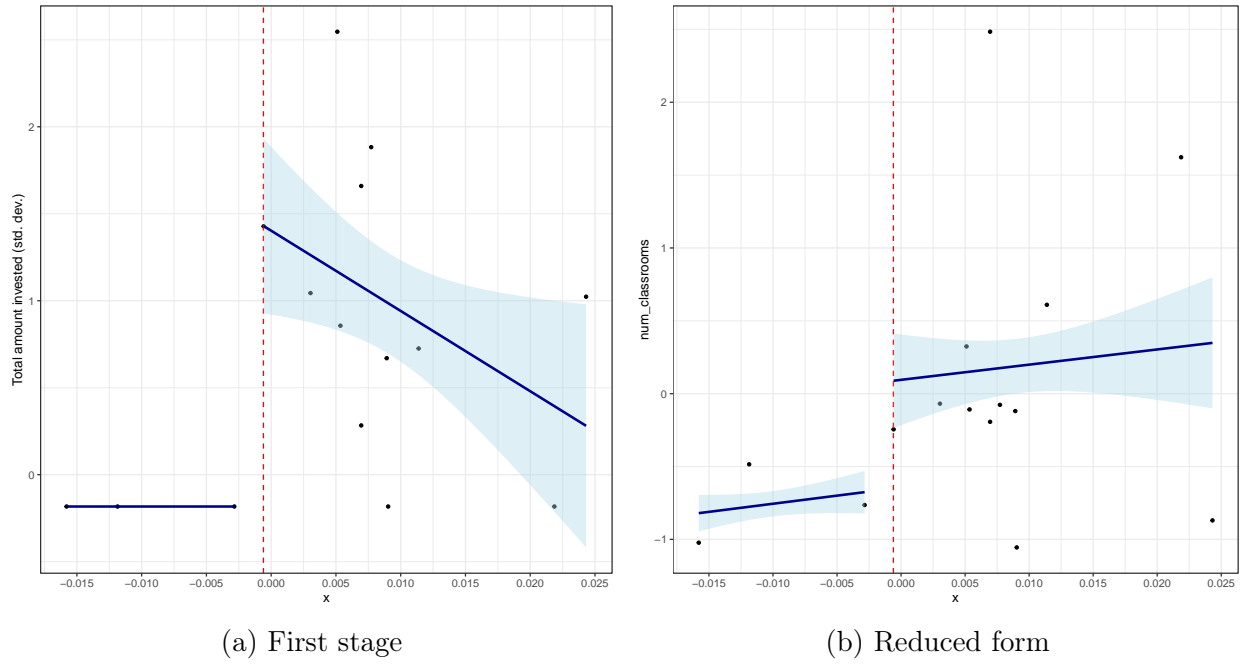 Total amount invested (std. dev.)
2
1
0
−0.015 −0.010 −0.005 0.000 0.005 0.010 0.015 0.020 0.025
x
(a) First stage
num_classrooms
2
1
0
−1
−0.015 −0.010 −0.005 0.000 0.005 0.010 0.015 0.020 0.025
x
(b) Reduced form